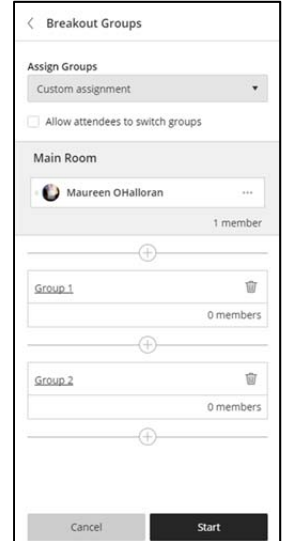 Breakout Groups
Assign Groups
Custom assignment
Allow attendees to switch groups
Main Room
Maureen OHalloran
1 member
Group 1
0 members
Group 2
0 members
Cancel Start